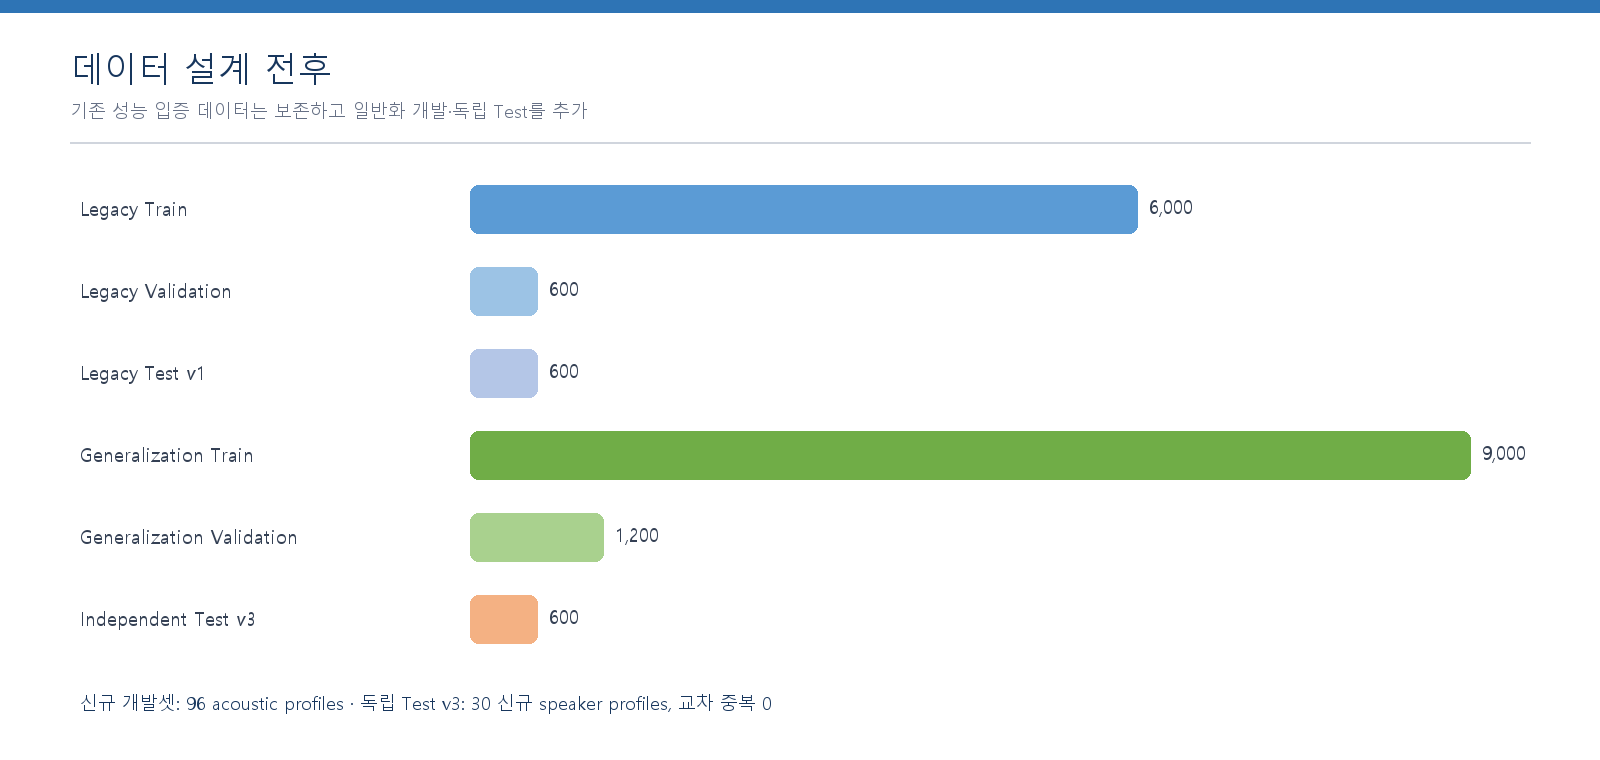 데이터 설계 전후
기존 성능 입증 데이터는 보존하고 일반화 개발·독립 Test를 추가
Legacy Train 6,000
Legacy Validation 600
Legacy Test v1 600
Generalization Train 9,000
Generalization Validation 1,200
Independent Test v3 600
신규 개발셋: 96 acoustic profiles · 독립 Test v3: 30 신규 speaker profiles, 교차 중복 0